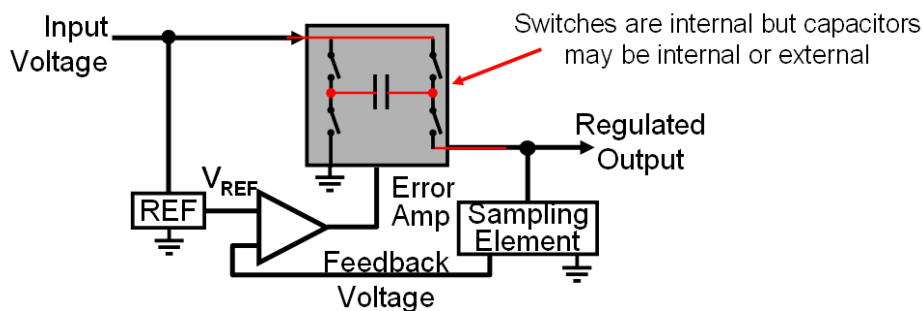 Input
Voltage
Switches are internal but capacitors
may be internal or external
Regulated
Output
VREF
REF
Error
Amp
Sampling
Element
Feedback
Voltage